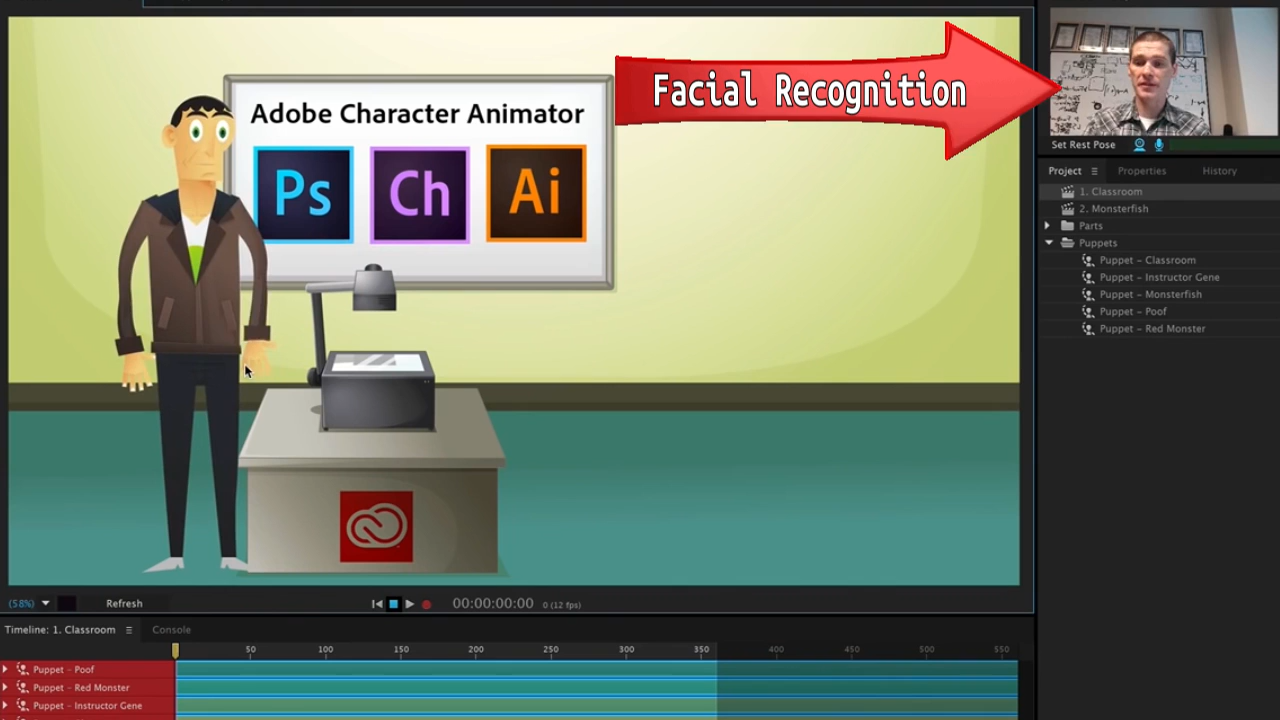 Facial Recognition
Adobe Character Animator
Ps
Ch
Ai
Set Rest Pose
Project
Properties
History
1. Classroom
2. Monsterfish
Parts
Puppets
Puppet – Classroom
Puppet – Instructor Gene
Puppet – Monsterfish
Puppet – Poof
Puppet – Red Monster
(58%)
Refresh
00:00:00:00
0 (12 fps)
Timeline: 1. Classroom
Console
50 100 150 200 250 300 350 400 450 500 550
Puppet – Poof
Puppet – Red Monster
Puppet – Instructor Gene